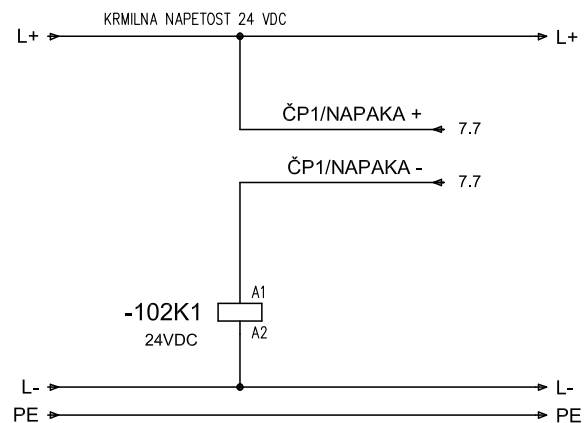 KRMILNA NAPETOST 24 VDC
L+ L+
ČP1/NAPAKA + 7.7
ČP1/NAPAKA - 7.7
A1
-102K1
24VDC A2
L- L-
PE PE